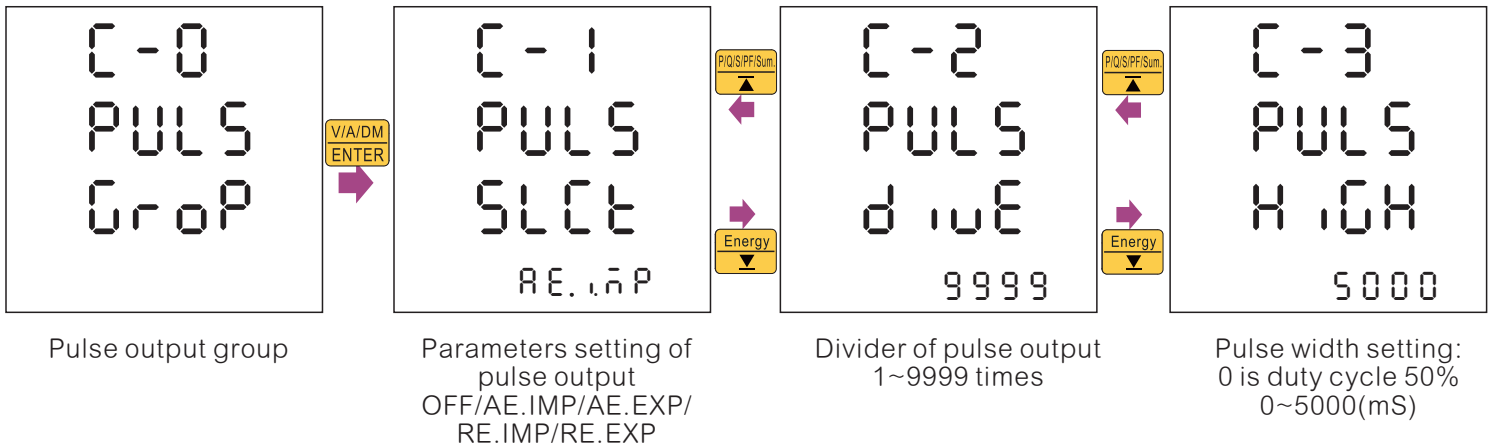 C-0
PULS
GroP
V/A/DM
ENTER
C-1
PULS
SLCt
AE.imP
P/Q/S/PF/Sum.
Energy
C-2
PULS
divE
9999
P/Q/S/PF/Sum.
Energy
C-3
PULS
HiGH
5000
Pulse output group
Parameters setting of
pulse output
OFF/AE.IMP/AE.EXP/
RE.IMP/RE.EXP
Divider of pulse output
1~9999 times
Pulse width setting:
0 is duty cycle 50%
0~5000(mS)